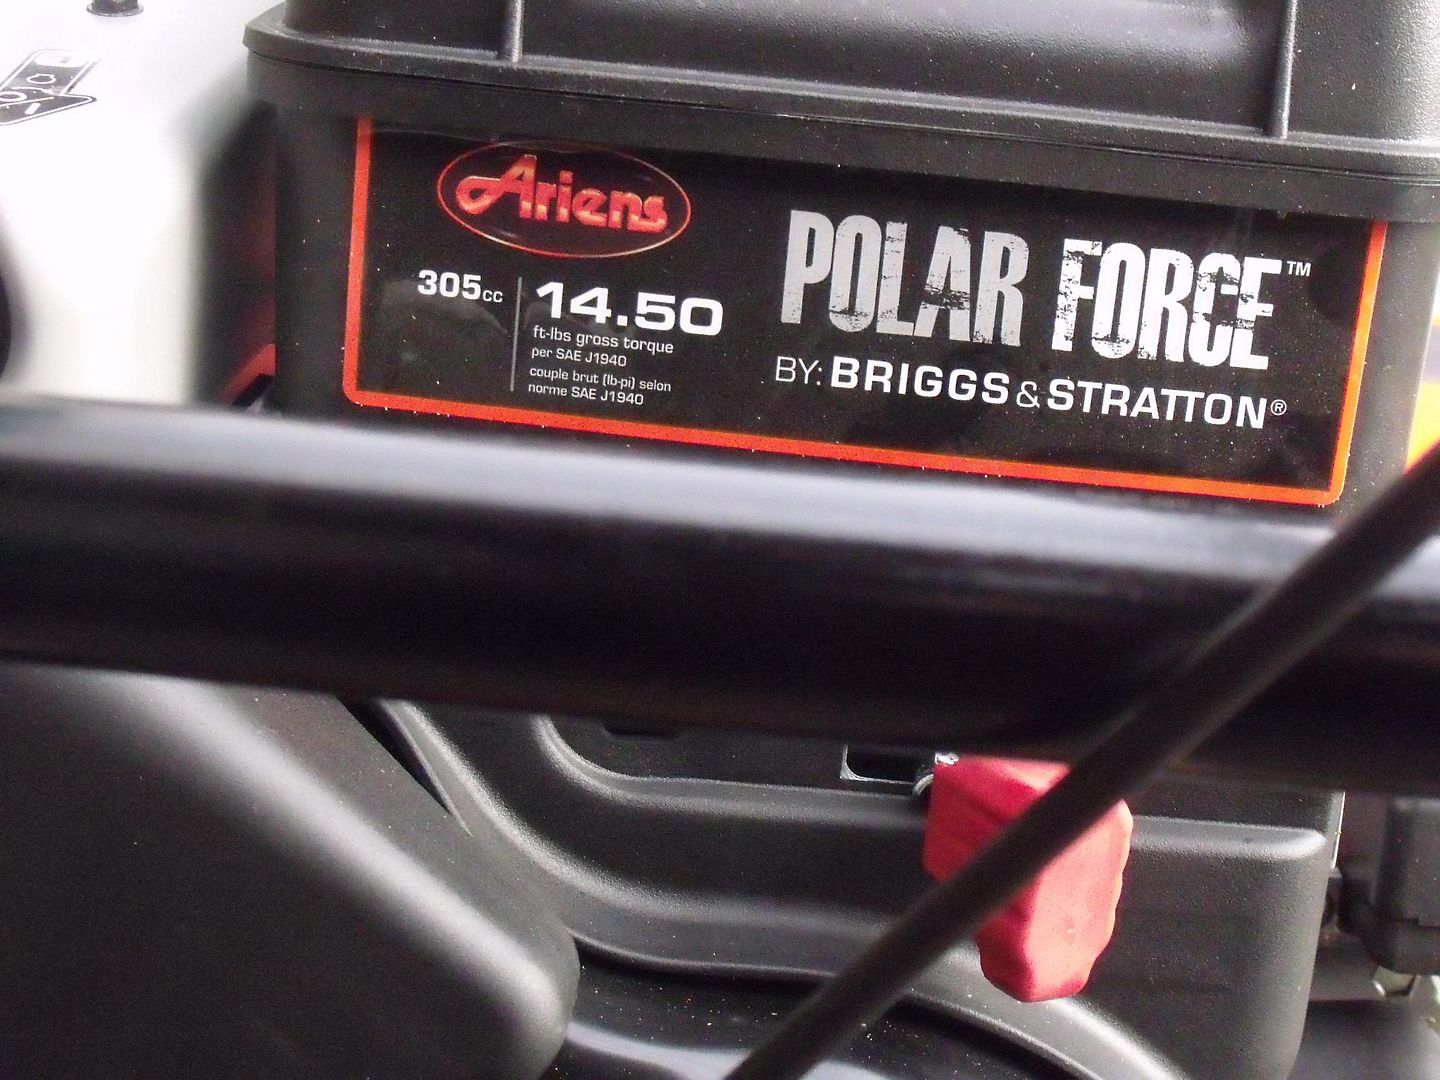 Ariens
305cc
14.50
ft-lbs gross torque
per SAE J1940
couple brut (lb-pi) selon
norme SAE J1940
POLAR FORCE™
BY: BRIGGS & STRATTON®